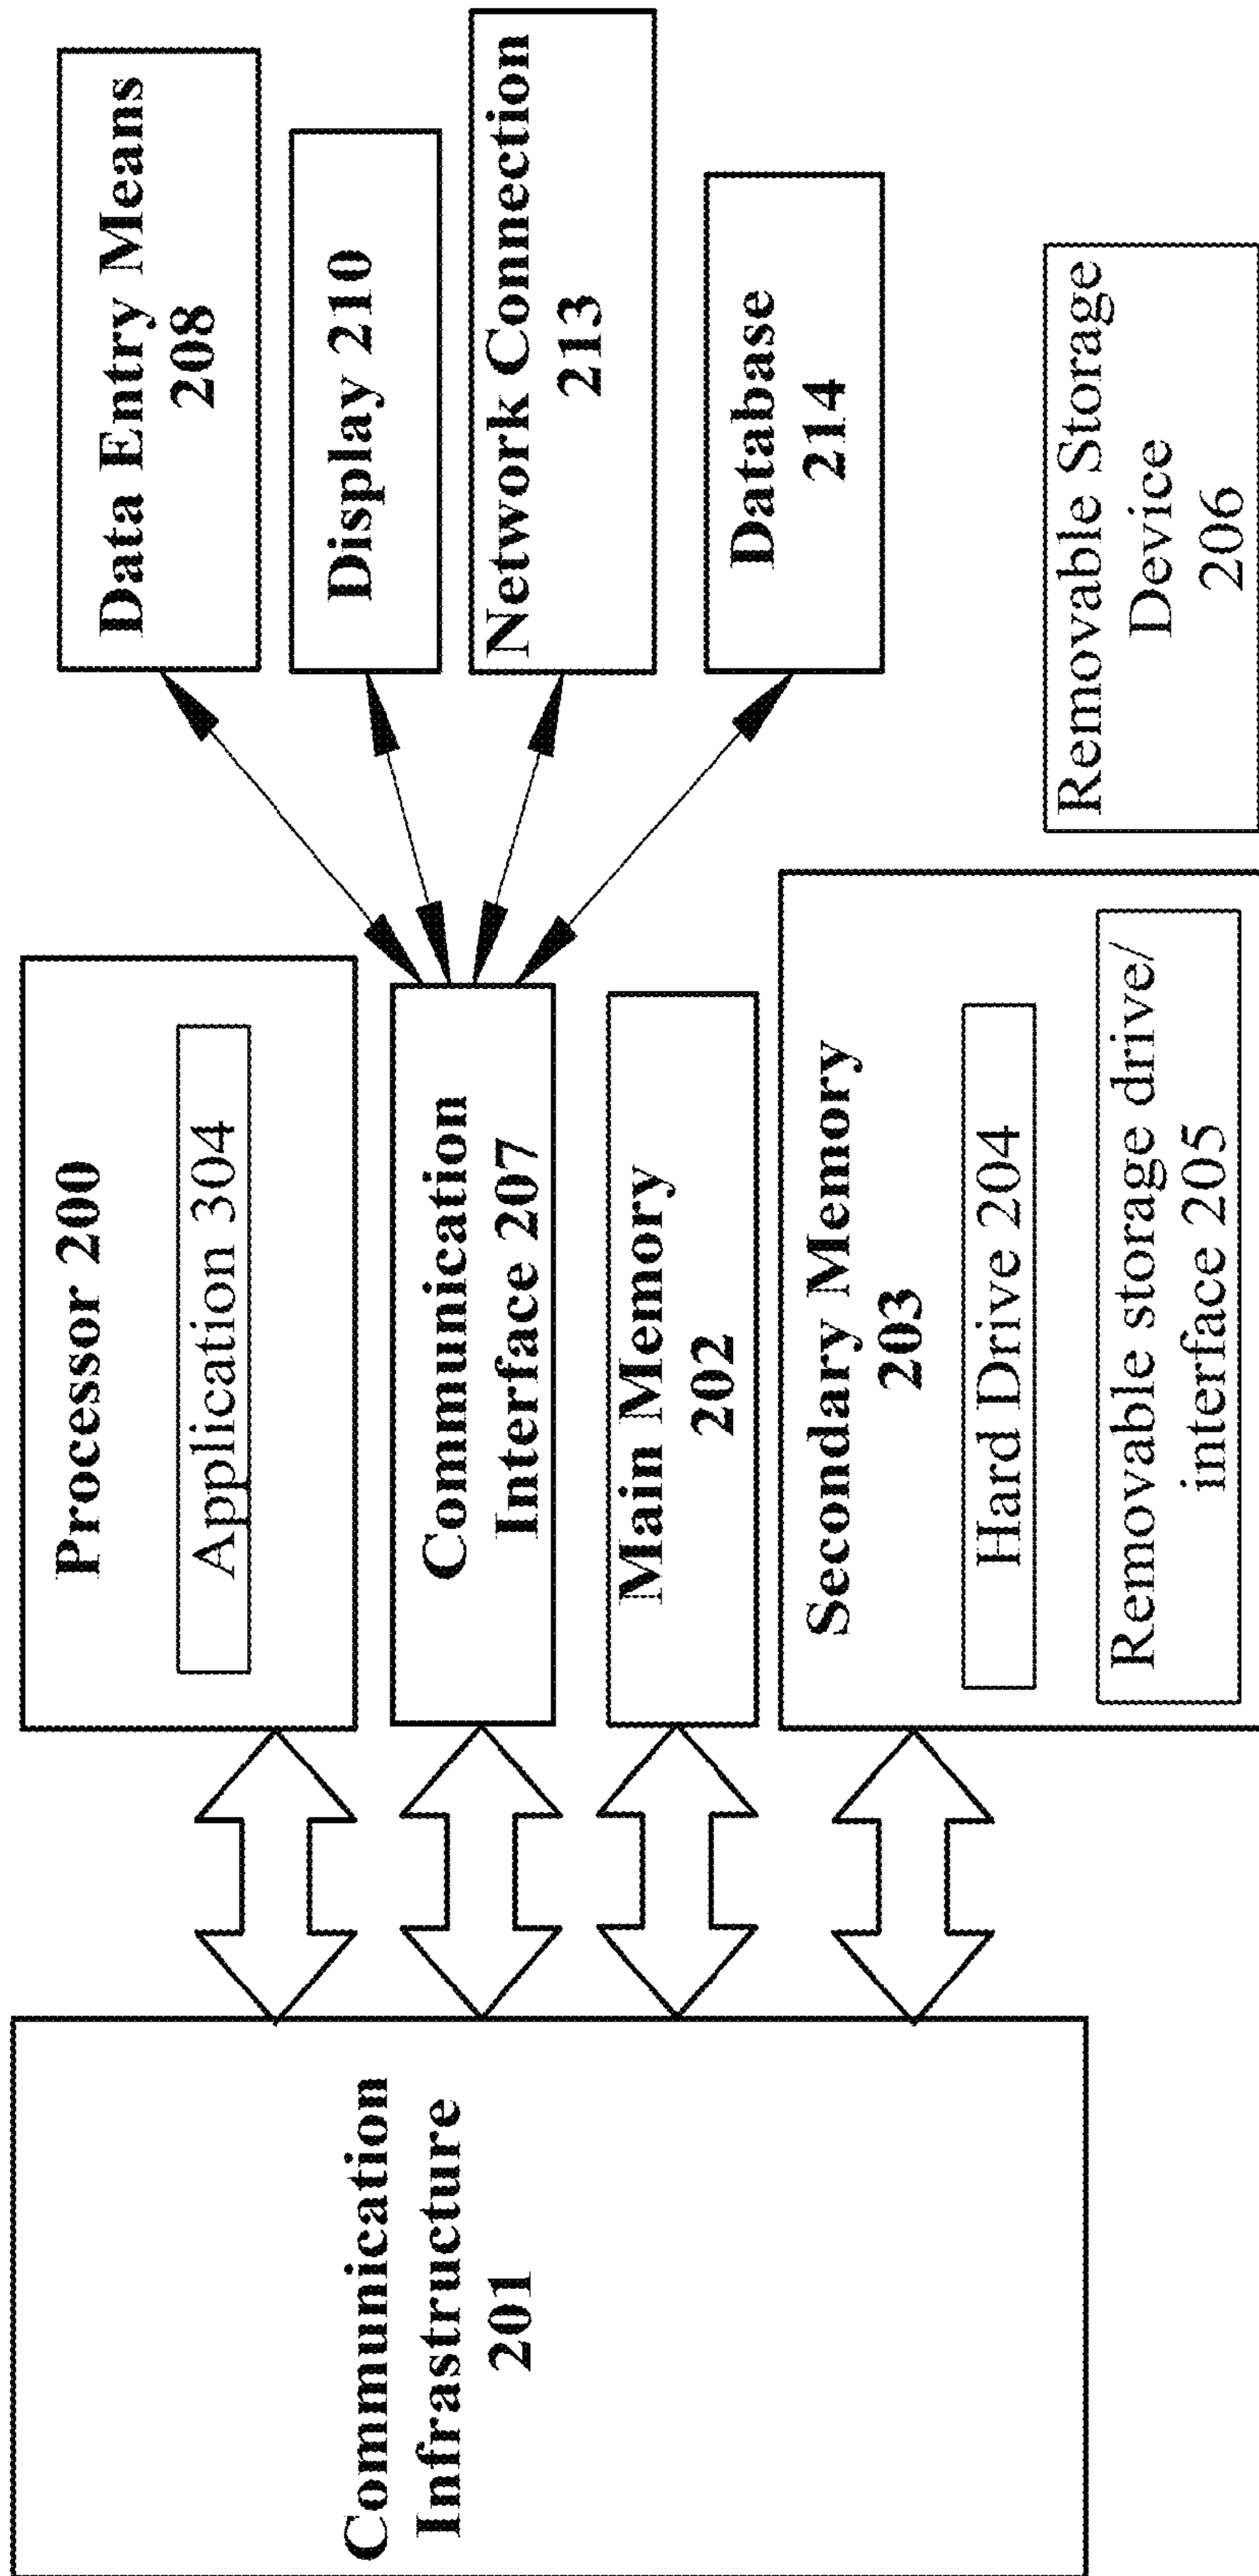 Communication
Infrastructure
201
Processor 200
Application 304
Communication
Interface 207
Main Memory
202
Secondary Memory
203
Hard Drive 204
Removable storage drive/
interface 205
Data Entry Means
208
Display 210
Network Connection
213
Database
214
Removable Storage
Device
206